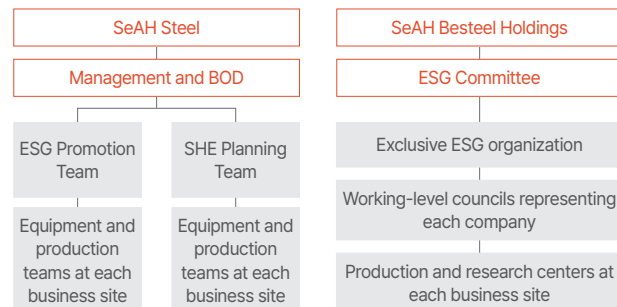 SeAH Steel
Management and BOD
ESG Promotion
Team
SHE Planning
Team
Equipment and
production
teams at each
business site
Equipment and
production
teams at each
business site
SeAH Besteel Holdings
ESG Committee
Exclusive ESG organization
Working-level councils representing
each company
Production and research centers at
each business site